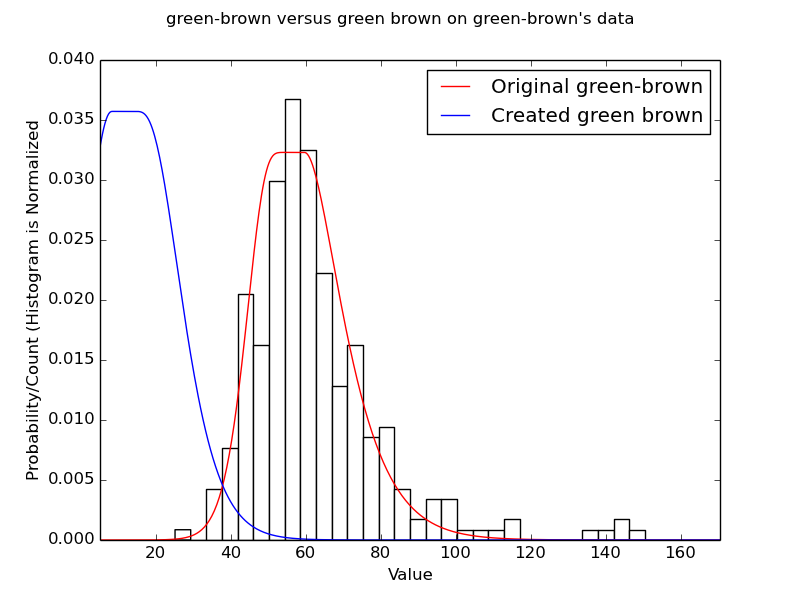 green-brown versus green brown on green-brown's data
Original green-brown
Created green brown
Probability/Count (Histogram is Normalized
0.040
0.035
0.030
0.025
0.020
0.015
0.010
0.005
0.000
20 40 60 80 100 120 140 160
Value